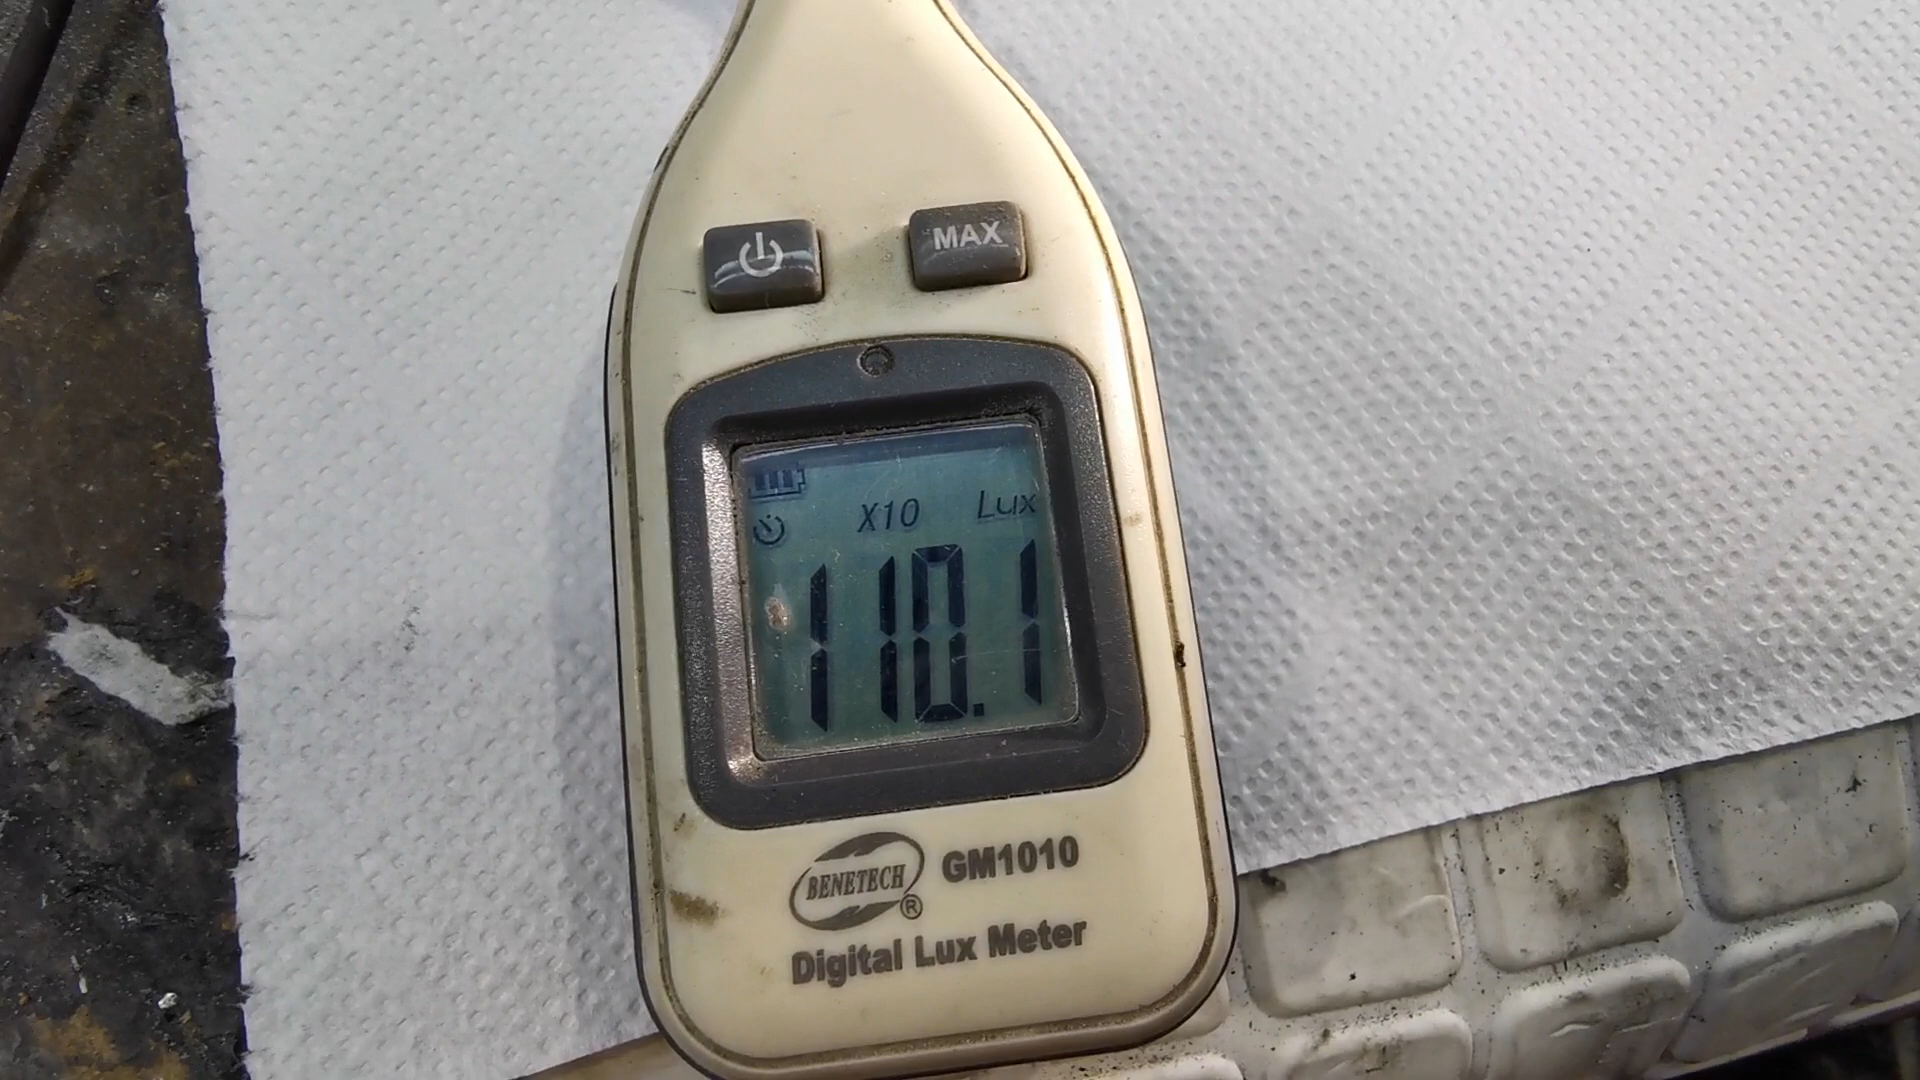 MAX
X10 Lux
110.1
BENETECH ® GM1010
Digital Lux Meter